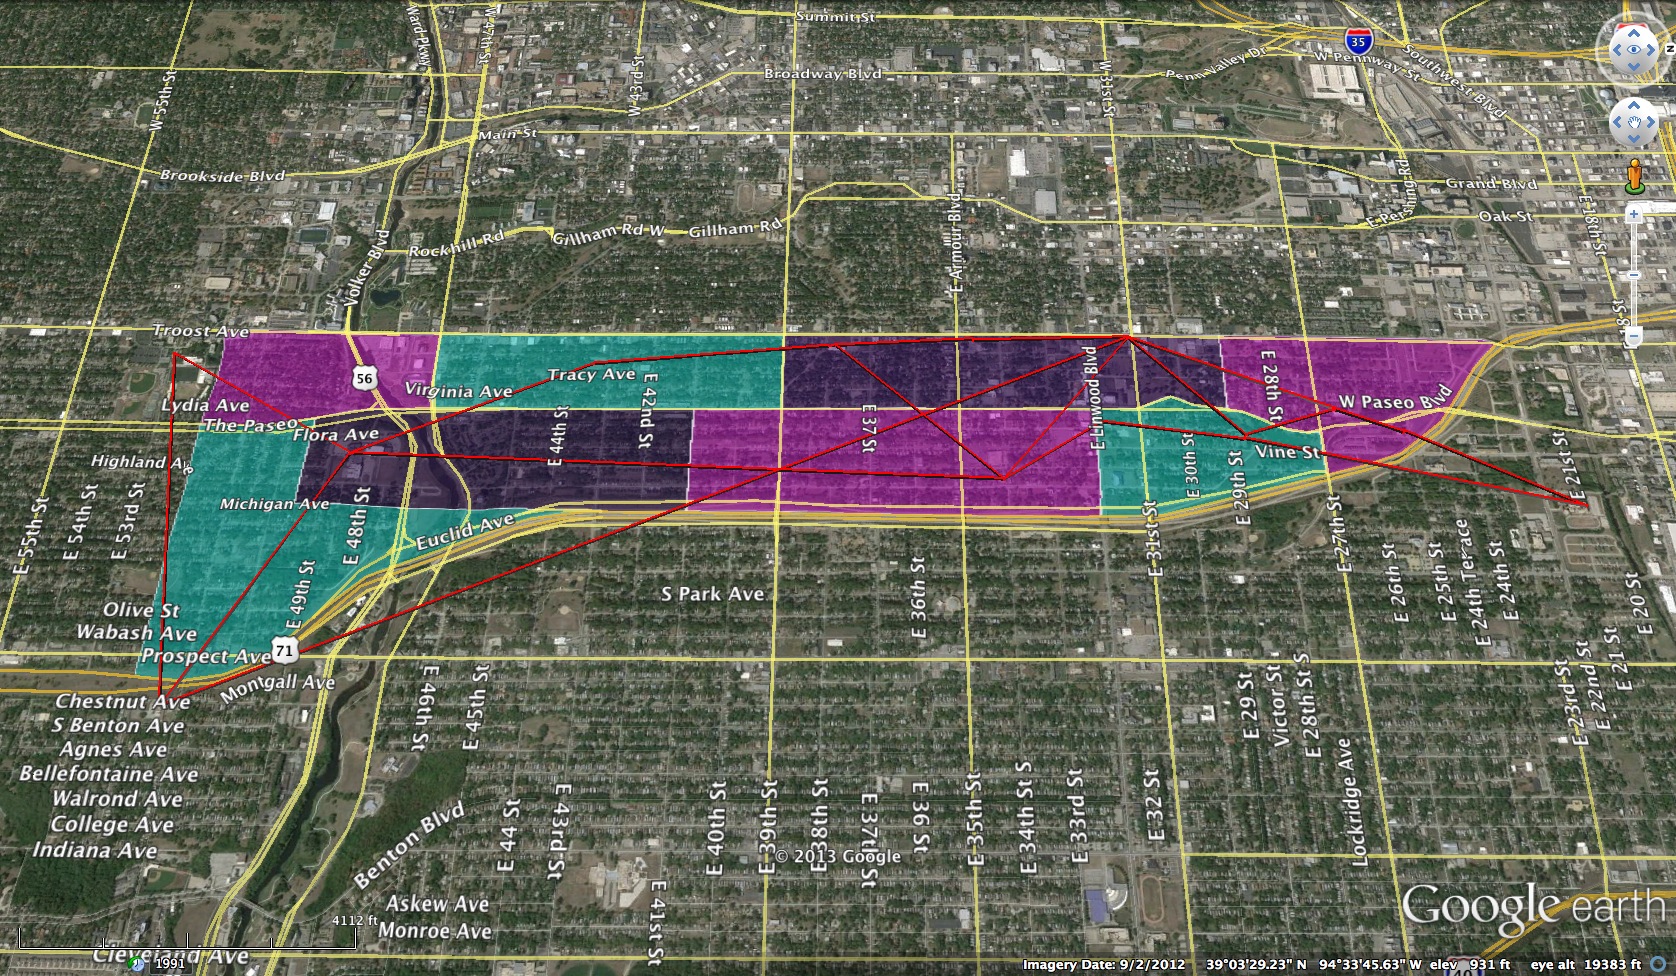 Summit St
35
Broadway Blvd
Penn Valley Dr
W Pennway St
Southwest Blvd
N
Ward Pkwy
W 47th St
W 43rd St
W 31st St
W 55th St
Main St
Brookside Blvd
Grand Blvd
E Pershing Rd
Oak St
E 18th St
E Armour Blvd
Gillham Rd W
Gillham Rd
Rockhill Rd
Volker Blvd
Troost Ave
56
Virginia Ave
Tracy Ave
E 42nd St
E Linwood Blvd
E 28th St
W Paseo Blvd
Lydia Ave
The Paseo
Flora Ave
E 44th St
E 37 St
Vine St
E 30th St
E 29th St
E 21st St
Highland Ave
Michigan Ave
E 55th St
E 54th St
E 53rd St
E 48th St
Euclid Ave
E 31st St
E 27th St
E 49th St
S Park Ave
E 36th St
E 26th St
E 25th St
E 24th Terrace
E 24th St
E 20th St
Olive St
Wabash Ave
Prospect Ave
71
Montgall Ave
Chestnut Ave
S Benton Ave
Agnes Ave
Bellefontaine Ave
Walrond Ave
College Ave
Indiana Ave
E 46th St
E 45th St
E 29 St
Victor St
E 28th St S
E 23rd St
E 22nd St
E 21 St
Lockridge Ave
Benton Blvd
E 44 St
E 43rd St
E 40th St
E 39th St
E 38th St
E 37th St
E 36 St
E 35th St
E 34th St S
E 33rd St
E 32 St
© 2013 Google
Askew Ave
Monroe Ave
E 41st St
4112 ft
Cleveland Ave
1991
Google earth
Imagery Date: 9/2/2012 39°03'29.23" N 94°33'45.63" W elev 931 ft eye alt 19383 ft